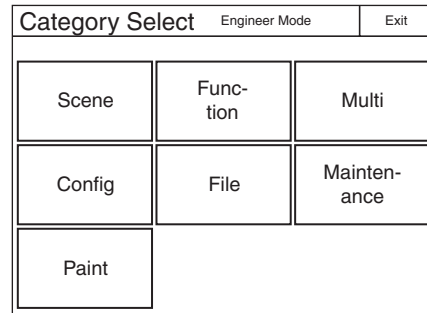 Category Select Engineer Mode Exit
Scene
Func-
tion
Multi
Config
File
Mainten-
ance
Paint